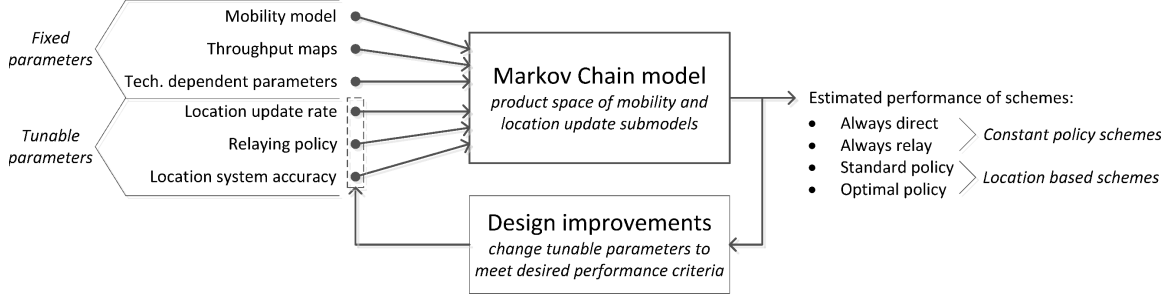 Fixed
parameters
Mobility model
Throughput maps
Tech. dependent parameters
Tunable
parameters
Location update rate
Relaying policy
Location system accuracy
Markov Chain model
product space of mobility and
location update submodels
Design improvements
change tunable parameters to
meet desired performance criteria
Estimated performance of schemes:
• Always direct
• Always relay
Constant policy schemes
• Standard policy
• Optimal policy
Location based schemes